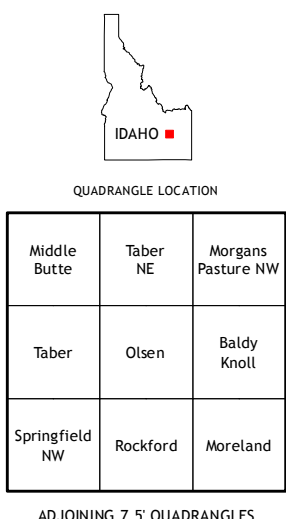 IDAHO
QUADRANGLE LOCATION
Middle
Butte
Taber
NE
Morgans
Pasture NW
Taber
Olsen
Baldy
Knoll
Springfield
NW
Rockford
Moreland
ADJOINING 7.5' QUADRANGLES